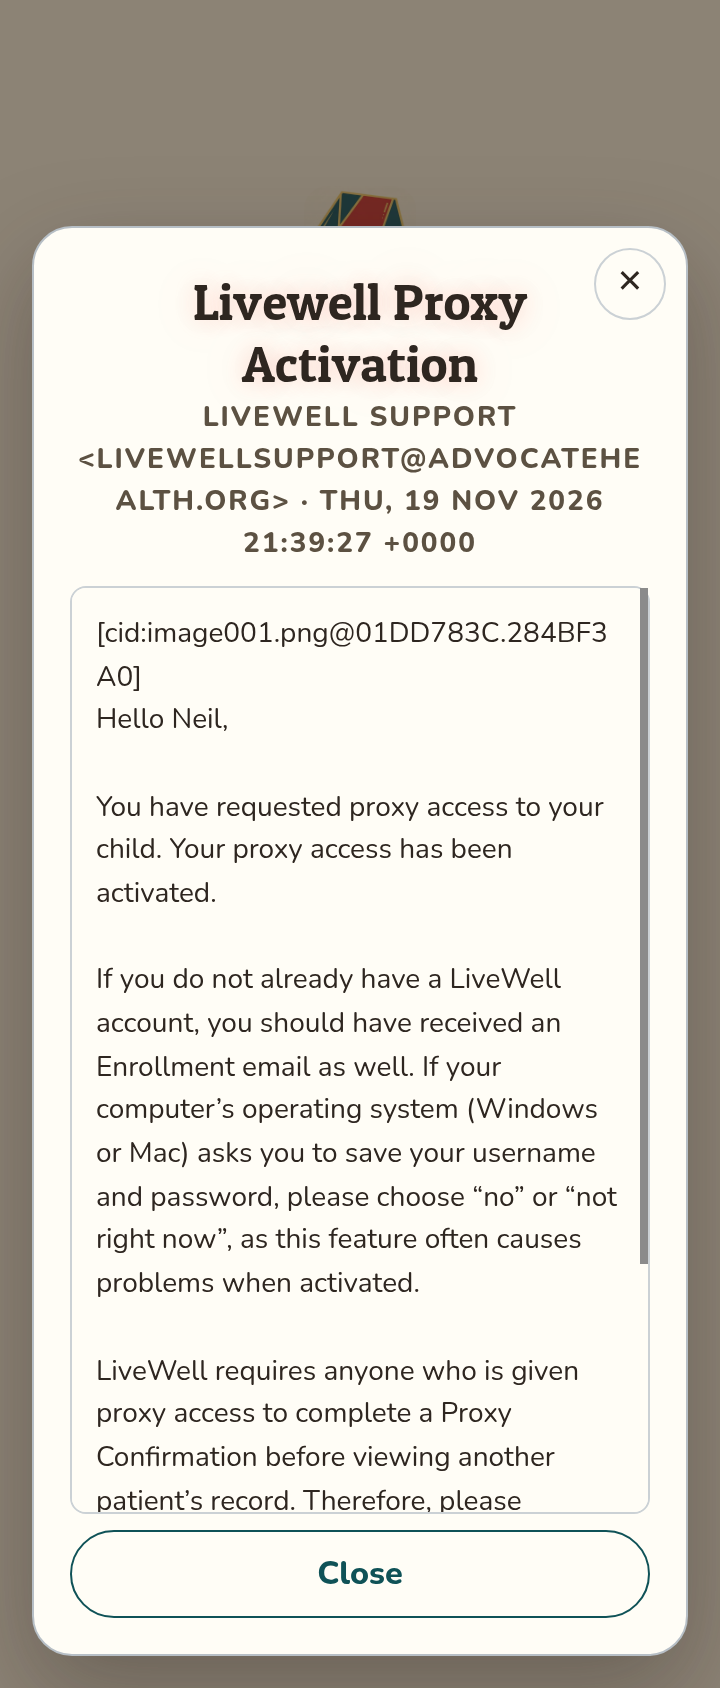 Livewell Proxy
Activation
LIVEWELL SUPPORT
<LIVEWELLSUPPORT@ADVOCATEHE
ALTH.ORG> · THU, 19 NOV 2026
21:39:27 +0000
[cid:image001.png@01DD783C.284BF3
A0]
Hello Neil,
You have requested proxy access to your
child. Your proxy access has been
activated.
If you do not already have a LiveWell
account, you should have received an
Enrollment email as well. If your
computer’s operating system (Windows
or Mac) asks you to save your username
and password, please choose “no” or “not
right now”, as this feature often causes
problems when activated.
LiveWell requires anyone who is given
proxy access to complete a Proxy
Confirmation before viewing another
patient’s record. Therefore, please
Close